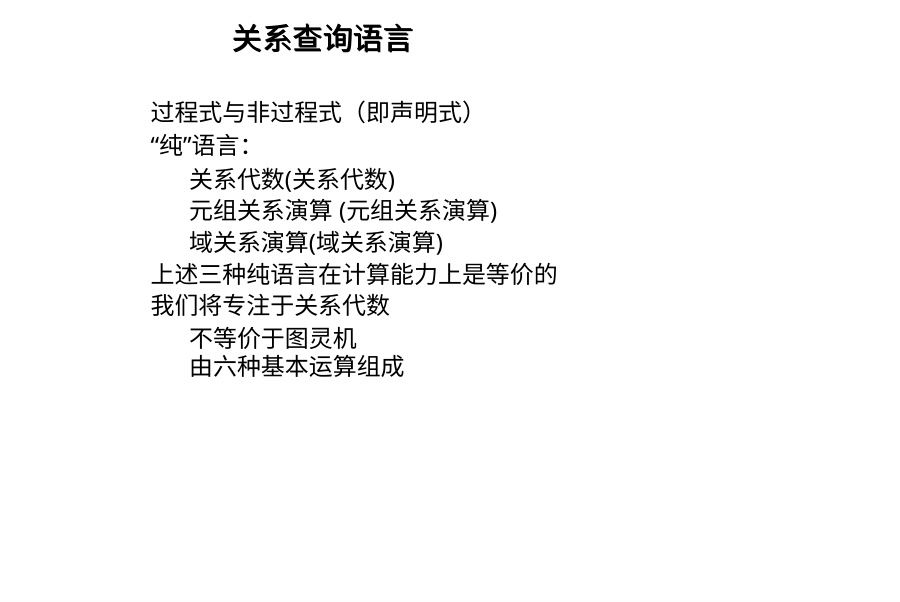 关系查询语言
过程式与非过程式（即声明式）
“纯”语言：
关系代数(关系代数)
元组关系演算 (元组关系演算)
域关系演算(域关系演算)
上述三种纯语言在计算能力上是等价的
我们将专注于关系代数
不等价于图灵机
由六种基本运算组成